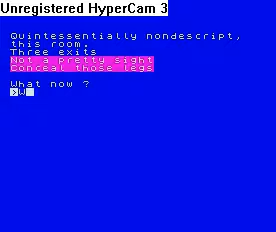 Unregistered HyperCam 3
Quintessentially nondescript,
this room.
Three exits
Not a pretty sight
Conceal those legs
What now ?
>W